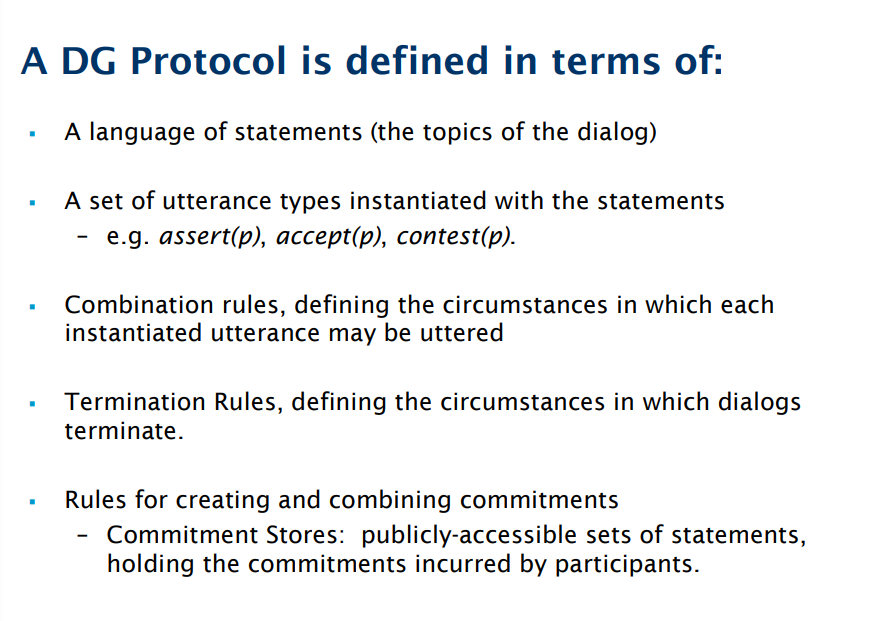 A DG Protocol is defined in terms of:
▪ A language of statements (the topics of the dialog)
▪ A set of utterance types instantiated with the statements
– e.g. assert(p), accept(p), contest(p).
▪ Combination rules, defining the circumstances in which each
instantiated utterance may be uttered
▪ Termination Rules, defining the circumstances in which dialogs
terminate.
▪ Rules for creating and combining commitments
– Commitment Stores: publicly-accessible sets of statements,
holding the commitments incurred by participants.